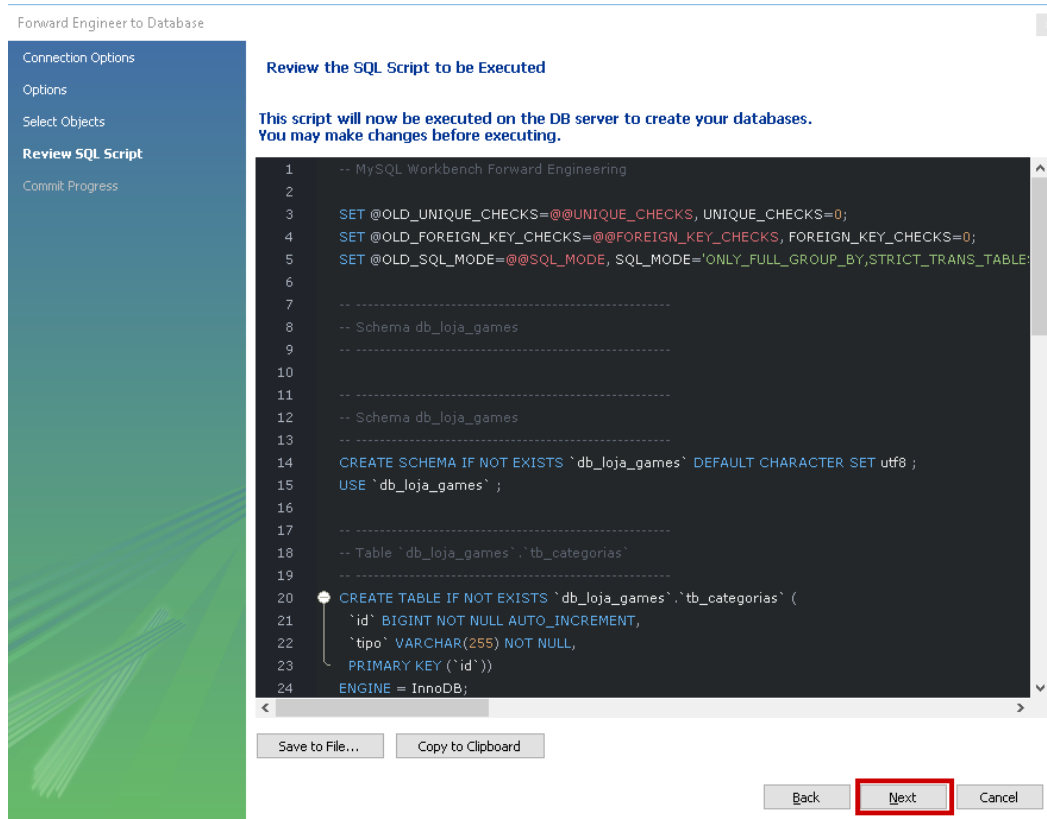 Forward Engineer to Database
Connection Options
Options
Select Objects
Review SQL Script
Commit Progress
Review the SQL Script to be Executed
This script will now be executed on the DB server to create your databases.
You may make changes before executing.
1 -- MySQL Workbench Forward Engineering
2
3 SET @OLD_UNIQUE_CHECKS=@@UNIQUE_CHECKS, UNIQUE_CHECKS=0;
4 SET @OLD_FOREIGN_KEY_CHECKS=@@FOREIGN_KEY_CHECKS, FOREIGN_KEY_CHECKS=0;
5 SET @OLD_SQL_MODE=@@SQL_MODE, SQL_MODE='ONLY_FULL_GROUP_BY,STRICT_TRANS_TABLES
6
7 -- -----------------------------------------------------
8 -- Schema db_loja_games
9 -- -----------------------------------------------------
10
11 -- -----------------------------------------------------
12 -- Schema db_loja_games
13 -- -----------------------------------------------------
14 CREATE SCHEMA IF NOT EXISTS `db_loja_games` DEFAULT CHARACTER SET utf8 ;
15 USE `db_loja_games` ;
16
17 -- -----------------------------------------------------
18 -- Table `db_loja_games`.`tb_categorias`
19 -- -----------------------------------------------------
20 CREATE TABLE IF NOT EXISTS `db_loja_games`.`tb_categorias` (
21 `id` BIGINT NOT NULL AUTO_INCREMENT,
22 `tipo` VARCHAR(255) NOT NULL,
23 PRIMARY KEY (`id`))
24 ENGINE = InnoDB;
Save to File...
Copy to Clipboard
Back
Next
Cancel